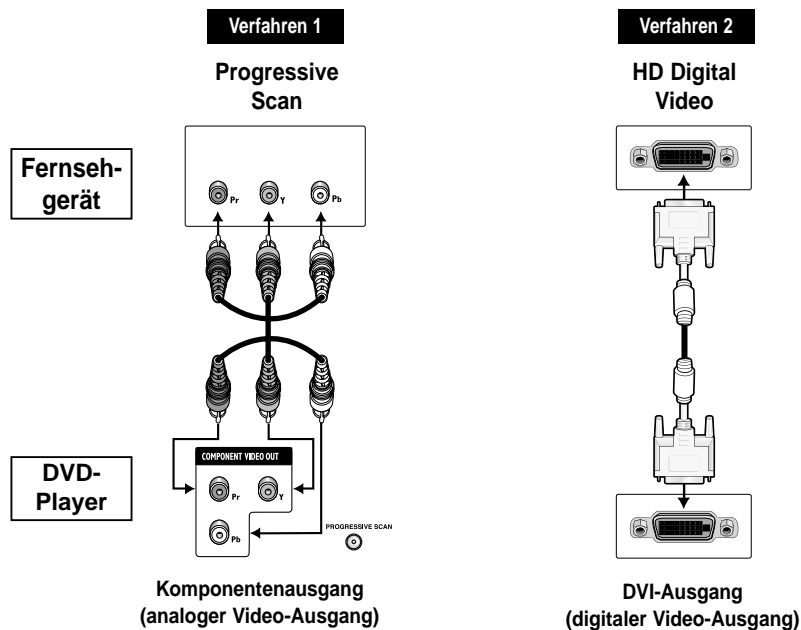 Verfahren 1
Progressive
Scan
Fernseh-
gerät
Pr
Y
Pb
DVD-
Player
COMPONENT VIDEO OUT
Pr
Y
Pb
PROGRESSIVE SCAN
Komponentenausgang
(analoger Video-Ausgang)
Verfahren 2
HD Digital
Video
DVI-Ausgang
(digitaler Video-Ausgang)